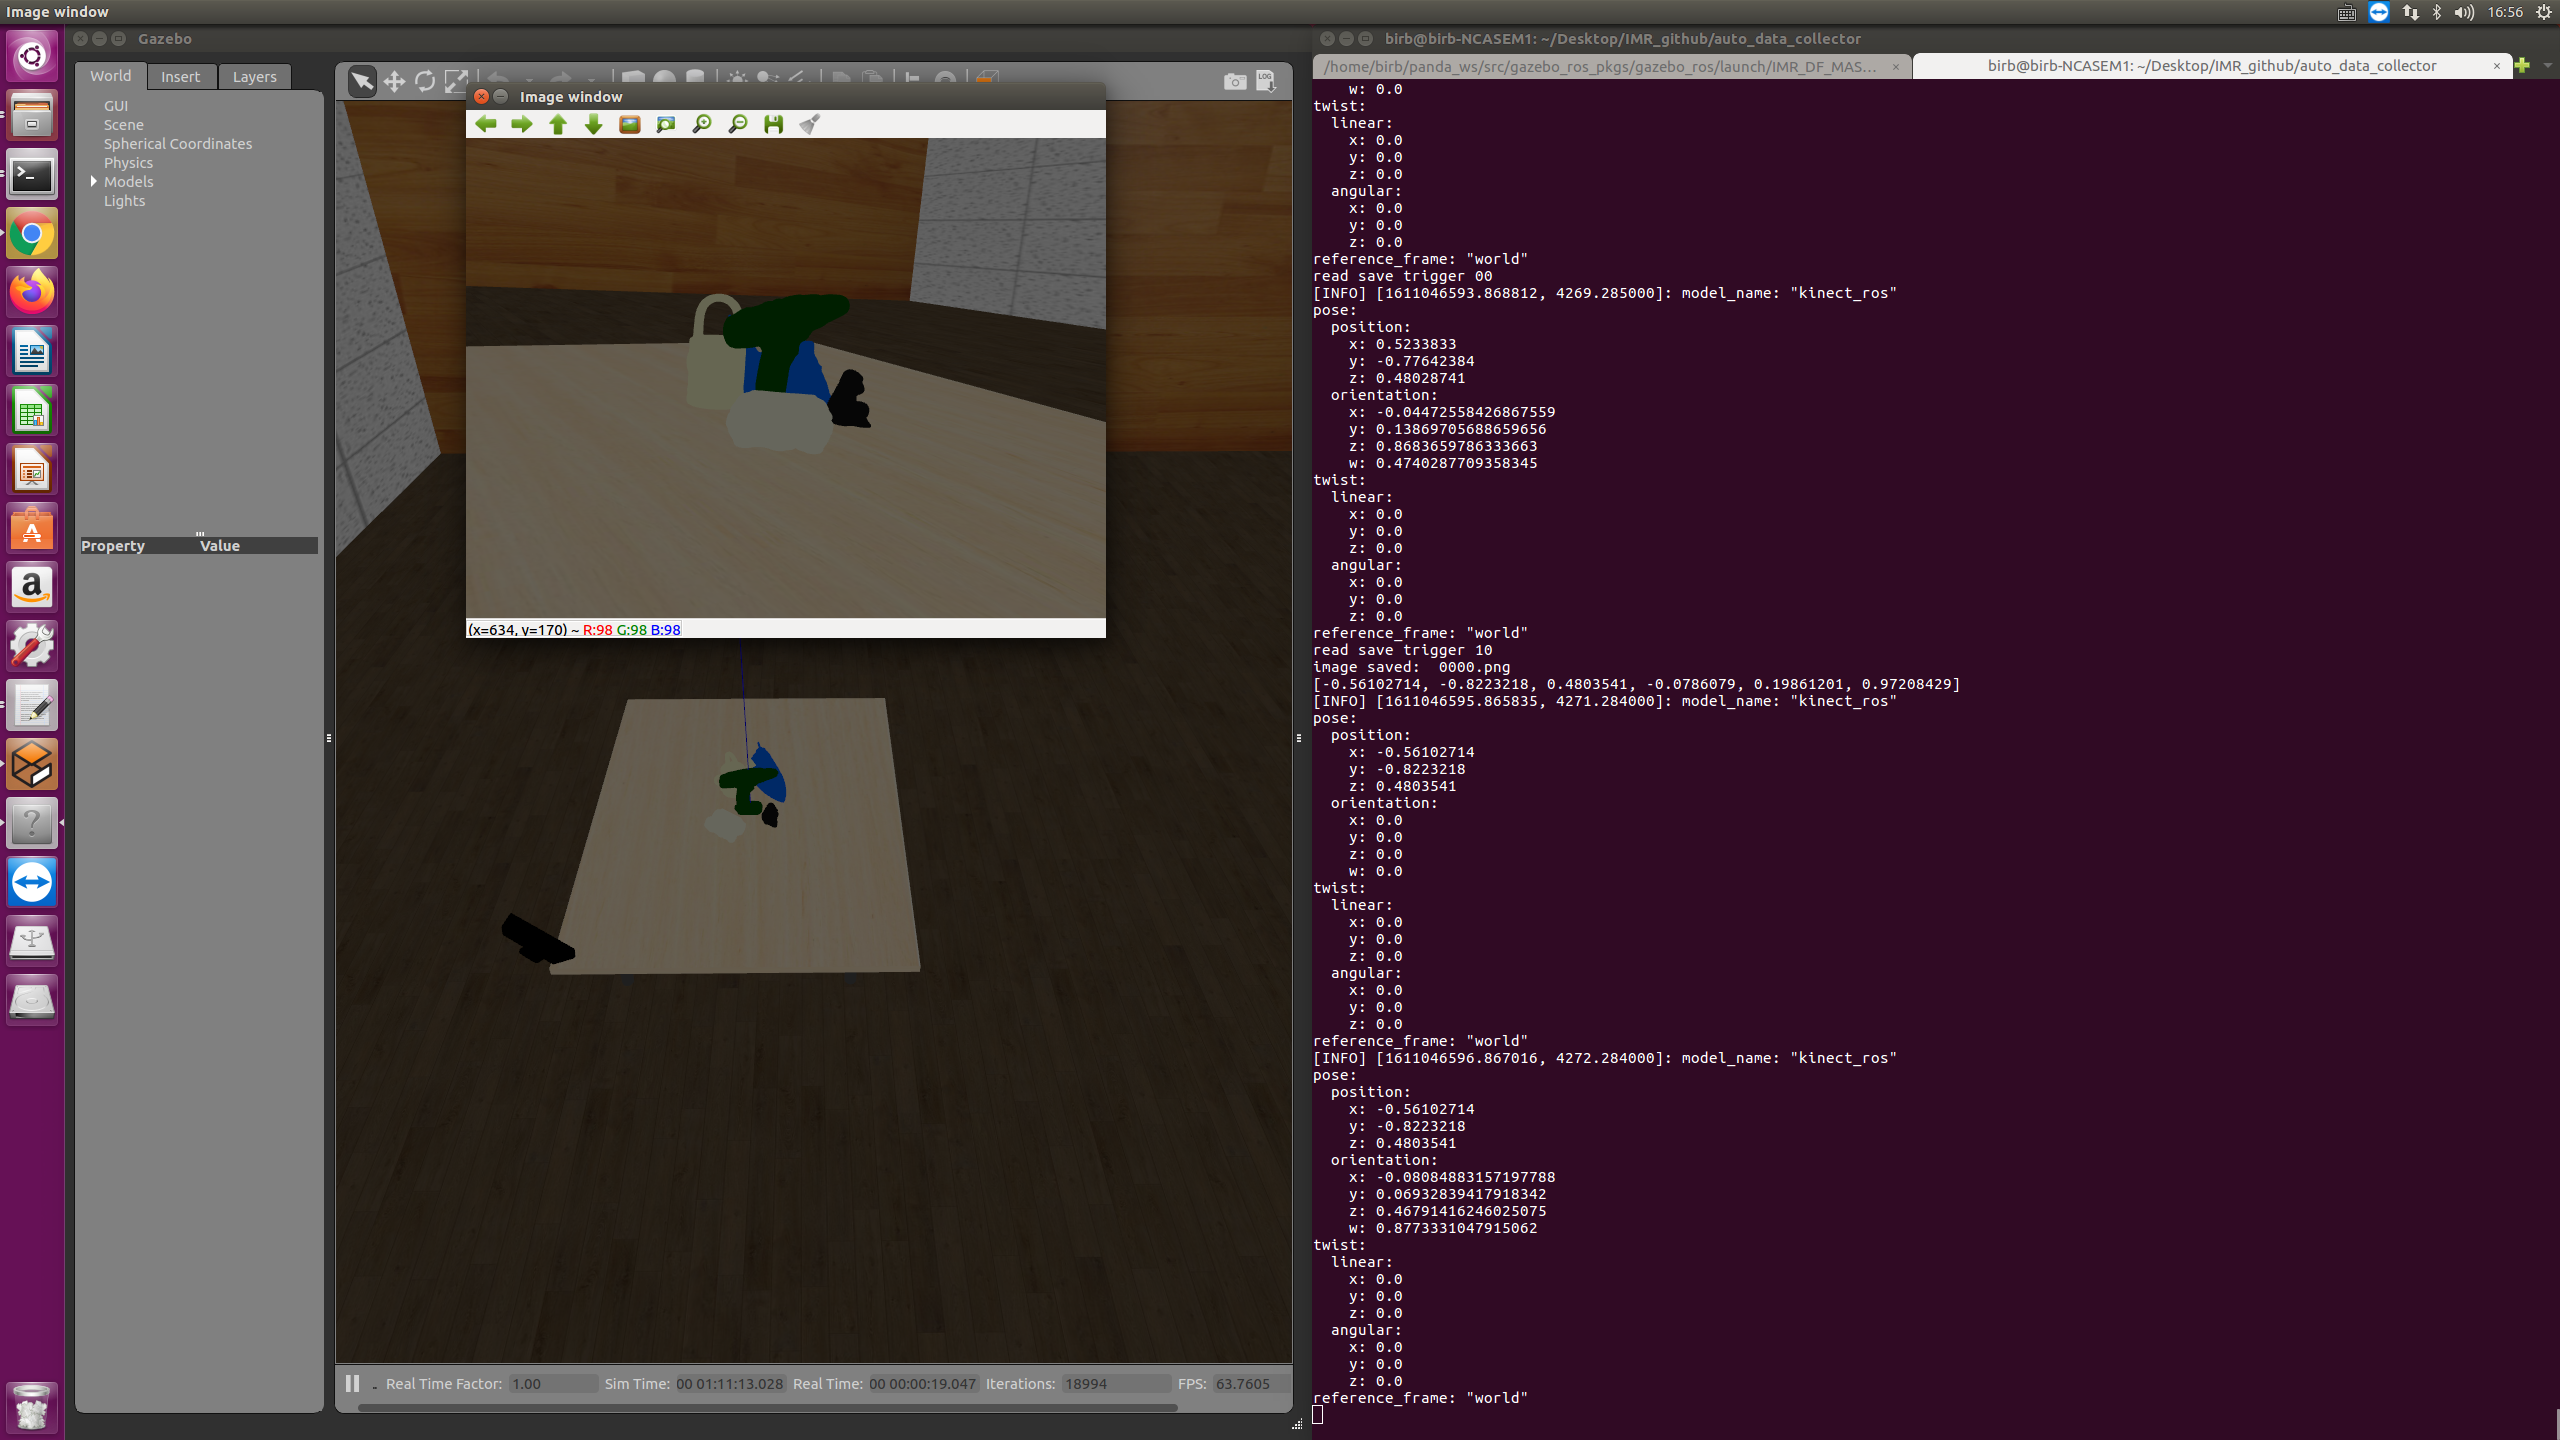 Image window
16:56
Gazebo
World
Insert
Layers
GUI
Scene
Spherical Coordinates
Physics
Models
Lights
Property
Value
LOG
Image window
(x=634, y=170) ~ R:98 G:98 B:98
Real Time Factor:
1.00
Sim Time:
00 01:11:13.028
Real Time:
00 00:00:19.047
Iterations:
18994
FPS:
63.7605
birb@birb-NCASEM1: ~/Desktop/IMR_github/auto_data_collector
/home/birb/panda_ws/src/gazebo_ros_pkgs/gazebo_ros/launch/IMR_DF_MAS...
birb@birb-NCASEM1: ~/Desktop/IMR_github/auto_data_collector
w: 0.0
twist:
linear:
x: 0.0
y: 0.0
z: 0.0
angular:
x: 0.0
y: 0.0
z: 0.0
reference_frame: "world"
read save trigger 00
[INFO] [1611046593.868812, 4269.285000]: model_name: "kinect_ros"
pose:
position:
x: 0.5233833
y: -0.77642384
z: 0.48028741
orientation:
x: -0.04472558426867559
y: 0.13869705688659656
z: 0.8683659786333663
w: 0.4740287709358345
twist:
linear:
x: 0.0
y: 0.0
z: 0.0
angular:
x: 0.0
y: 0.0
z: 0.0
reference_frame: "world"
read save trigger 10
image saved:  0000.png
[-0.56102714, -0.8223218, 0.4803541, -0.0786079, 0.19861201, 0.97208429]
[INFO] [1611046595.865835, 4271.284000]: model_name: "kinect_ros"
pose:
position:
x: -0.56102714
y: -0.8223218
z: 0.4803541
orientation:
x: 0.0
y: 0.0
z: 0.0
w: 0.0
twist:
linear:
x: 0.0
y: 0.0
z: 0.0
angular:
x: 0.0
y: 0.0
z: 0.0
reference_frame: "world"
[INFO] [1611046596.867016, 4272.284000]: model_name: "kinect_ros"
pose:
position:
x: -0.56102714
y: -0.8223218
z: 0.4803541
orientation:
x: -0.08084883157197788
y: 0.06932839417918342
z: 0.46791416246025075
w: 0.8773331047915062
twist:
linear:
x: 0.0
y: 0.0
z: 0.0
angular:
x: 0.0
y: 0.0
z: 0.0
reference_frame: "world"